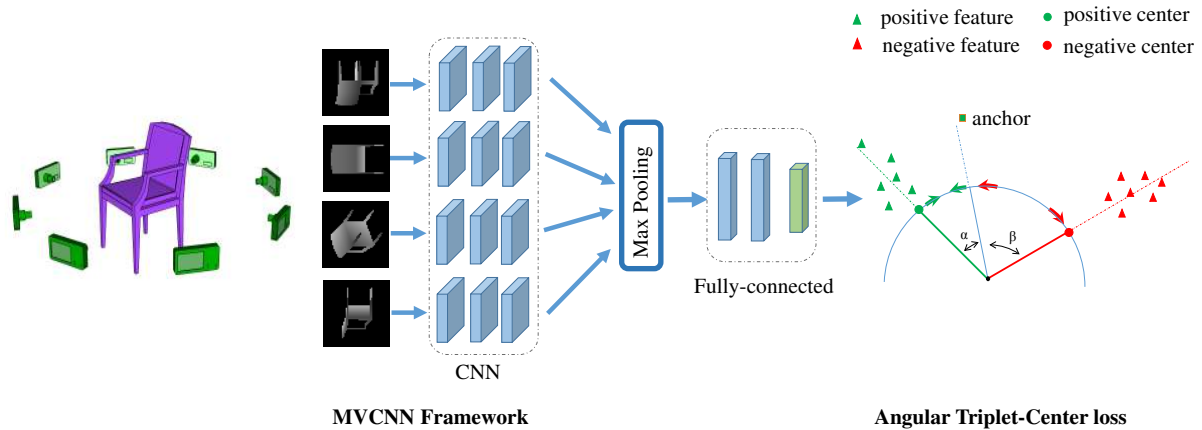 positive feature
positive center
negative feature
negative center
anchor
Max Pooling
α
β
Fully-connected
CNN
MVCNN Framework
Angular Triplet-Center loss